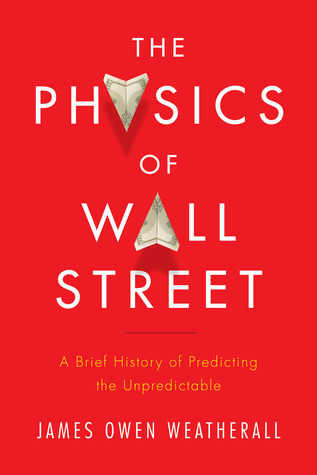 THE
PHYSICS
OF
WALL
STREET
A Brief History of Predicting
the Unpredictable
JAMES OWEN WEATHERALL